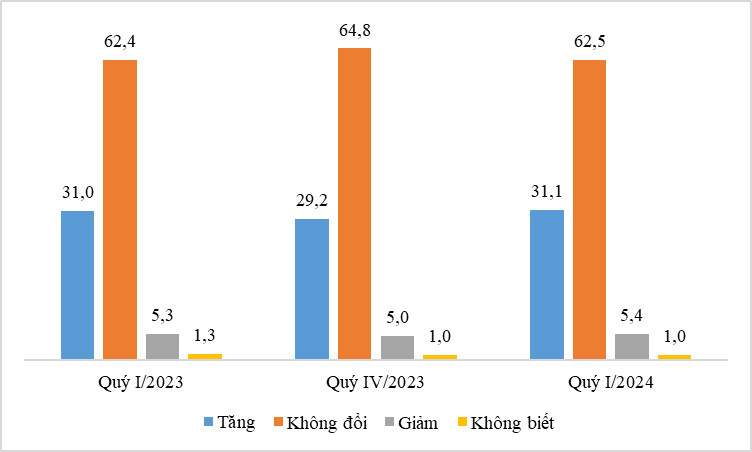 62,4
64,8
62,5
31,0
29,2
31,1
5,3
1,3
5,0
1,0
5,4
1,0
Quý I/2023
Quý IV/2023
Quý I/2024
Tăng
Không đổi
Giảm
Không biết